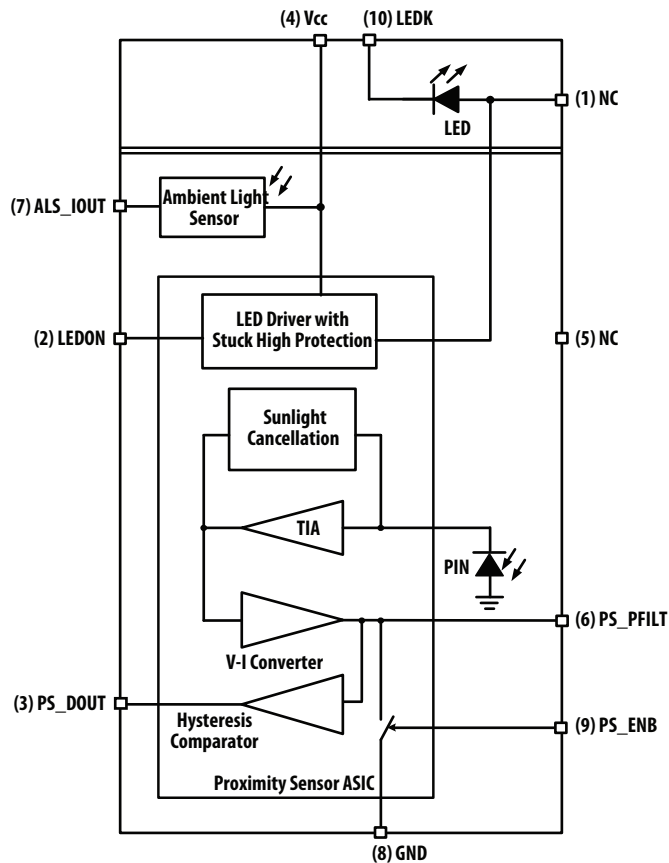 (4) Vcc
(10) LEDK
LED
(1) NC
(7) ALS_IOUT
Ambient Light
Sensor
(2) LEDON
LED Driver with
Stuck High Protection
(5) NC
Sunlight
Cancellation
TIA
PIN
(6) PS_PFILT
V-I Converter
(3) PS_DOUT
Hysteresis
Comparator
(9) PS_ENB
Proximity Sensor ASIC
(8) GND